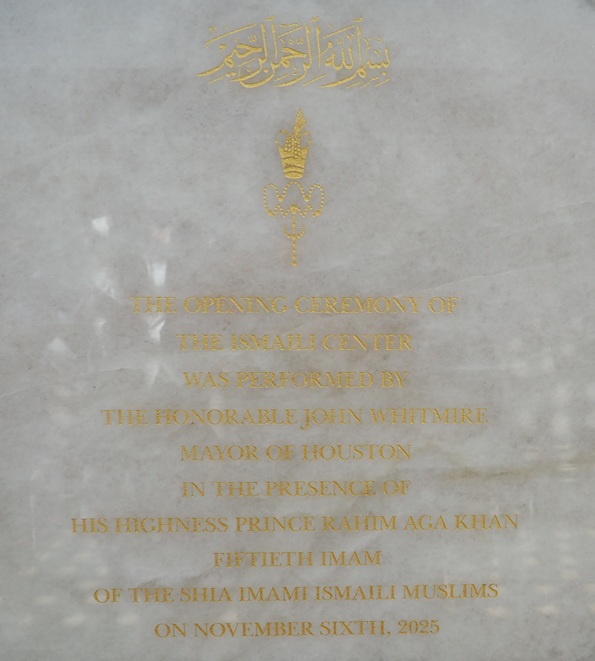 بسم الله الرحمن الرحيم
THE OPENING CEREMONY OF
THE ISMAILI CENTER
WAS PERFORMED BY
THE HONORABLE JOHN WHITMIRE
MAYOR OF HOUSTON
IN THE PRESENCE OF
HIS HIGHNESS PRINCE RAHIM AGA KHAN
FIFTIETH IMAM
OF THE SHIA IMAMI ISMAILI MUSLIMS
ON NOVEMBER SIXTH, 2025